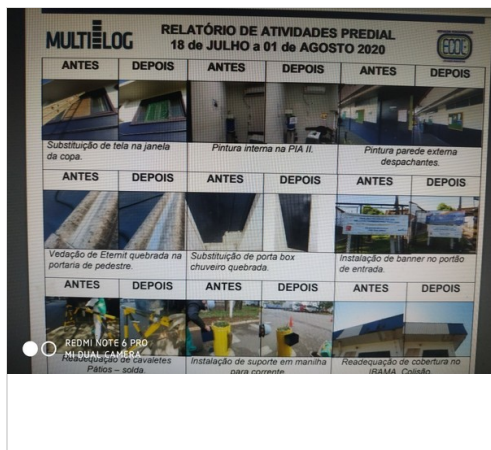 MULTILOG
RELATÓRIO DE ATIVIDADES PREDIAL
18 de JULHO a 01 de AGOSTO 2020
ANTES DEPOIS ANTES DEPOIS ANTES DEPOIS
Substituição de tela na janela
da copa.
Pintura interna na PIA II.
Pintura parede externa
despachantes.
ANTES DEPOIS ANTES DEPOIS ANTES DEPOIS
Vedação de Eternit quebrada na
portaria de pedestre.
Substituição de porta box
chuveiro quebrada.
Instalação de banner no portão
de entrada.
ANTES DEPOIS ANTES DEPOIS ANTES DEPOIS
Readequação de cavaletes
Pátios – solda.
Instalação de suporte em manilha
para corrente.
Readequação de cobertura no
IBAMA. Colisão
REDMI NOTE 6 PRO
MI DUAL CAMERA